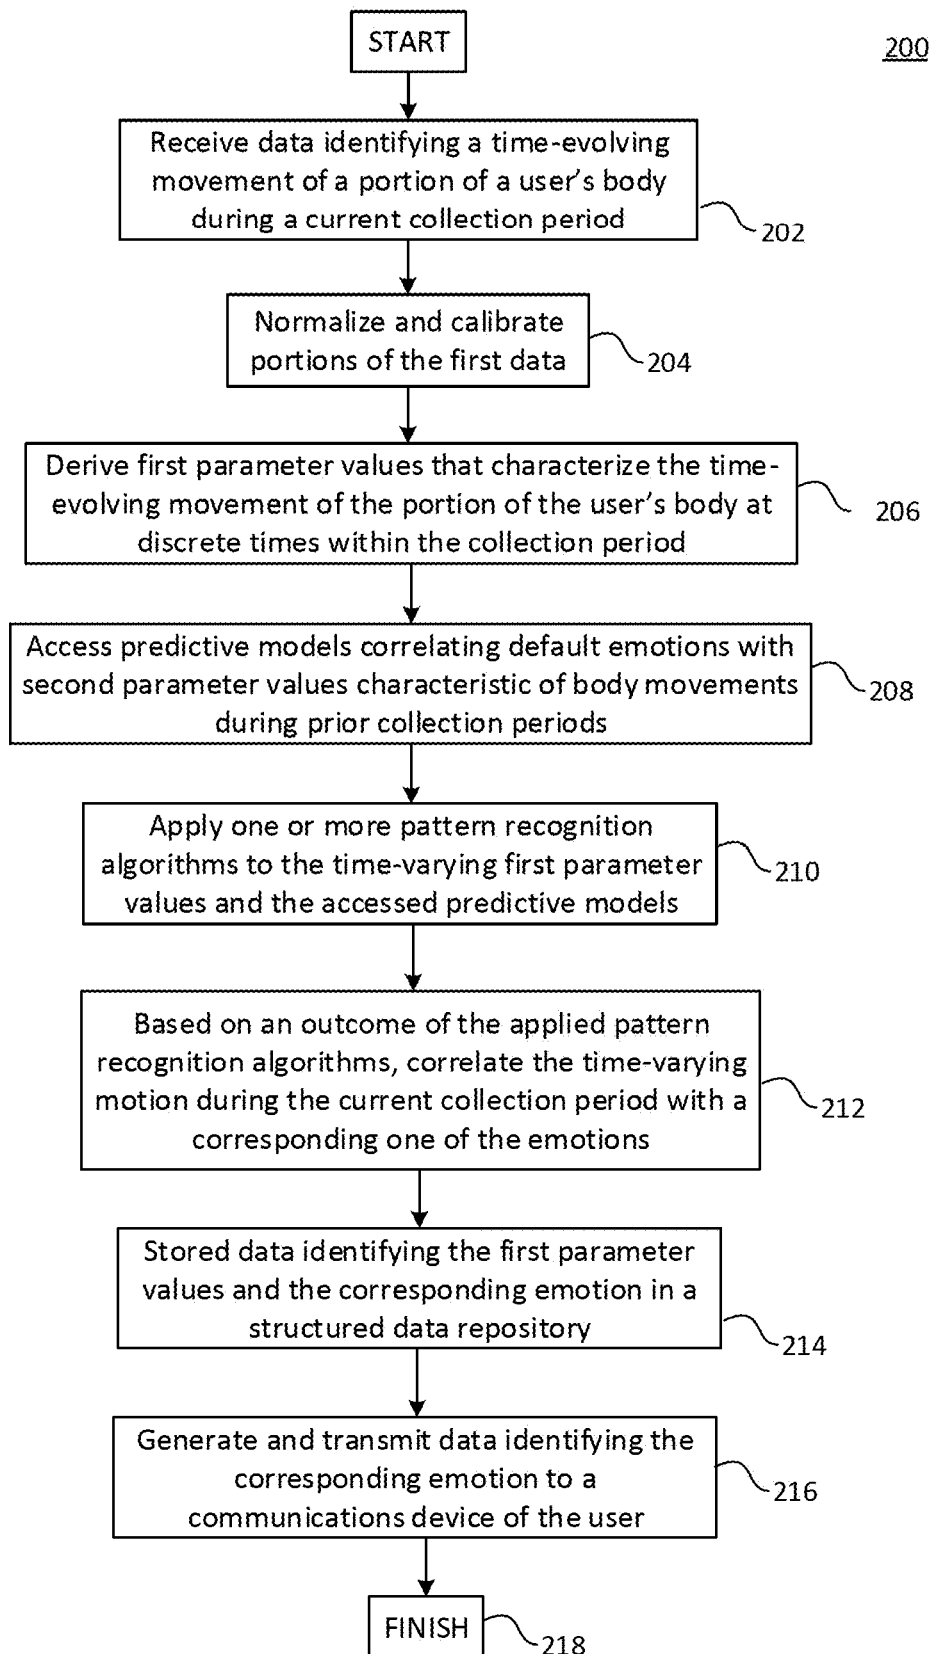 START
200
Receive data identifying a time-evolving
movement of a portion of a user's body
during a current collection period
202
Normalize and calibrate
portions of the first data
204
Derive first parameter values that characterize the time-
evolving movement of the portion of the user's body at
discrete times within the collection period
206
Access predictive models correlating default emotions with
second parameter values characteristic of body movements
during prior collection periods
208
Apply one or more pattern recognition
algorithms to the time-varying first parameter
values and the accessed predictive models
210
Based on an outcome of the applied pattern
recognition algorithms, correlate the time-varying
motion during the current collection period with a
corresponding one of the emotions
212
Stored data identifying the first parameter
values and the corresponding emotion in a
structured data repository
214
Generate and transmit data identifying the
corresponding emotion to a
communications device of the user
216
FINISH
218